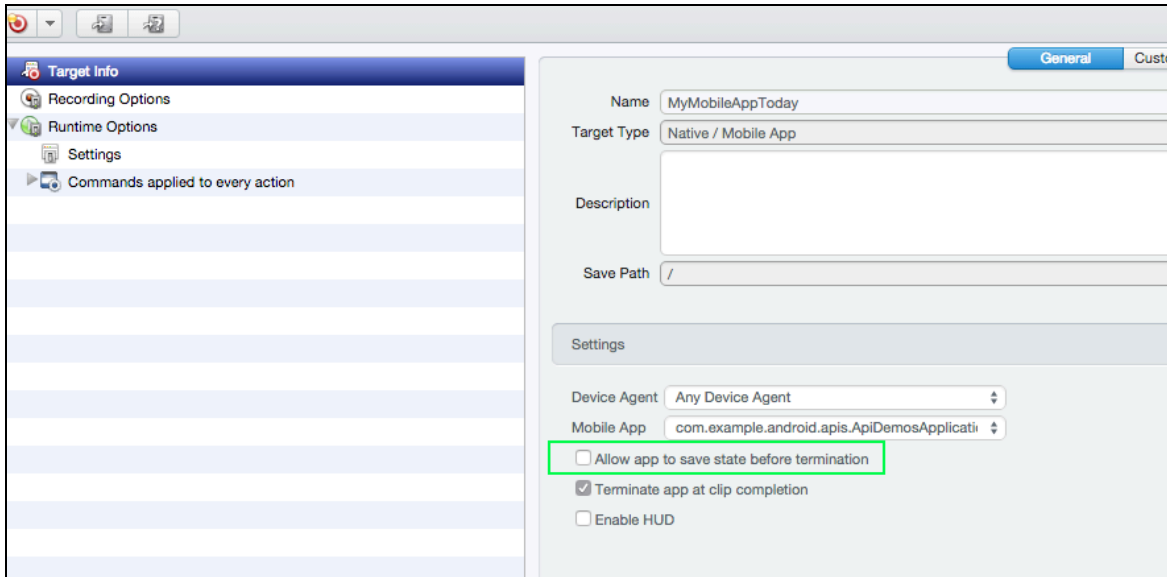 General
Custo
Target Info
Recording Options
Runtime Options
Settings
Commands applied to every action
Name MyMobileAppToday
Target Type Native / Mobile App
Description
Save Path /
Settings
Device Agent Any Device Agent
Mobile App com.example.android.apis.ApiDemosApplicati
Allow app to save state before termination
Terminate app at clip completion
Enable HUD